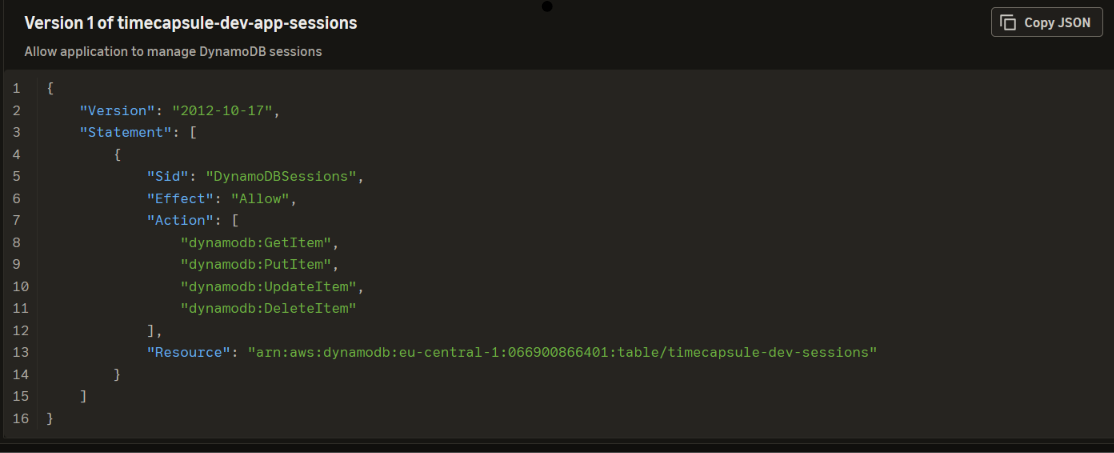 Version 1 of timecapsule-dev-app-sessions
Copy JSON
Allow application to manage DynamoDB sessions
1 {
2     "Version": "2012-10-17",
3     "Statement": [
4         {
5             "Sid": "DynamoDBSessions",
6             "Effect": "Allow",
7             "Action": [
8                 "dynamodb:GetItem",
9                 "dynamodb:PutItem",
10                 "dynamodb:UpdateItem",
11                 "dynamodb:DeleteItem"
12             ],
13             "Resource": "arn:aws:dynamodb:eu-central-1:066900866401:table/timecapsule-dev-sessions"
14         }
15     ]
16 }